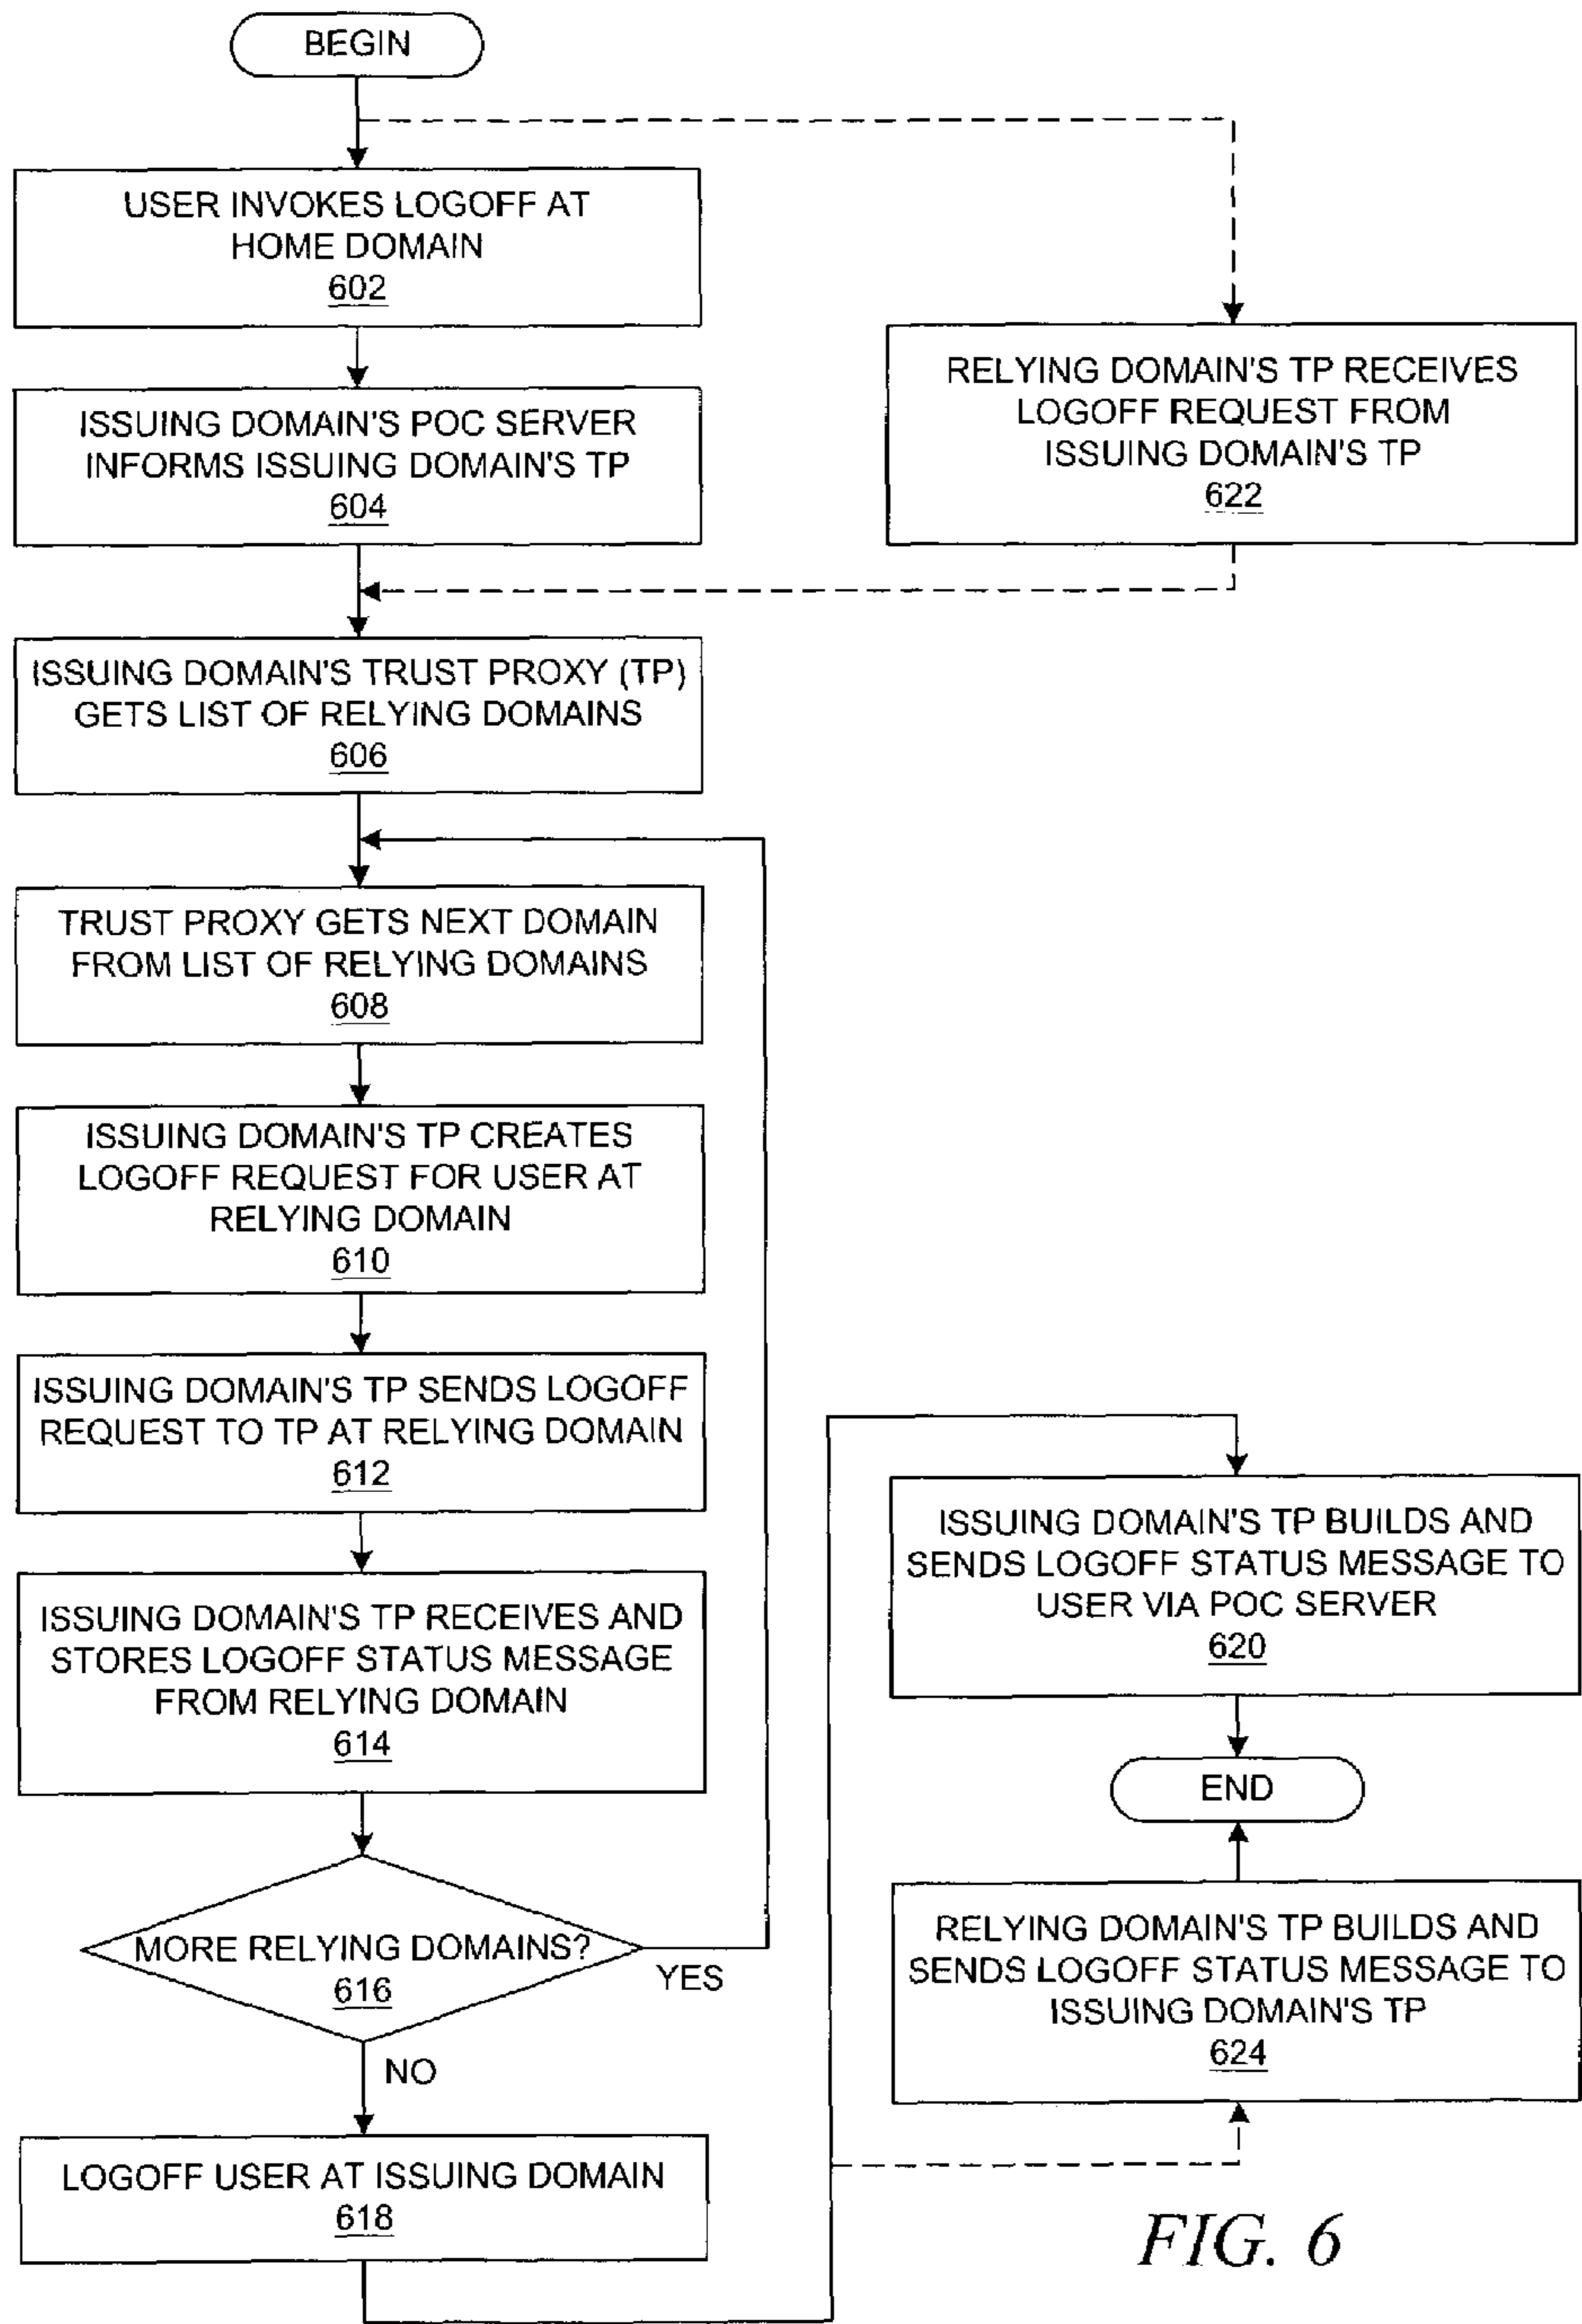 BEGIN
USER INVOKES LOGOFF AT
HOME DOMAIN
602
ISSUING DOMAIN'S POC SERVER
INFORMS ISSUING DOMAIN'S TP
604
RELYING DOMAIN'S TP RECEIVES
LOGOFF REQUEST FROM
ISSUING DOMAIN'S TP
622
ISSUING DOMAIN'S TRUST PROXY (TP)
GETS LIST OF RELYING DOMAINS
606
TRUST PROXY GETS NEXT DOMAIN
FROM LIST OF RELYING DOMAINS
608
ISSUING DOMAIN'S TP CREATES
LOGOFF REQUEST FOR USER AT
RELYING DOMAIN
610
ISSUING DOMAIN'S TP SENDS LOGOFF
REQUEST TO TP AT RELYING DOMAIN
612
ISSUING DOMAIN'S TP RECEIVES AND
STORES LOGOFF STATUS MESSAGE
FROM RELYING DOMAIN
614
MORE RELYING DOMAINS?
616
YES
NO
LOGOFF USER AT ISSUING DOMAIN
618
ISSUING DOMAIN'S TP BUILDS AND
SENDS LOGOFF STATUS MESSAGE TO
USER VIA POC SERVER
620
END
RELYING DOMAIN'S TP BUILDS AND
SENDS LOGOFF STATUS MESSAGE TO
ISSUING DOMAIN'S TP
624
FIG. 6